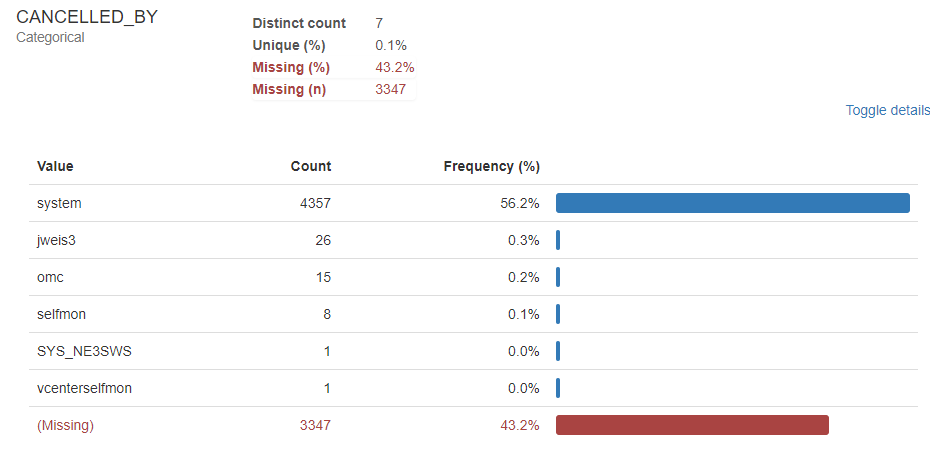 CANCELLED_BY
Categorical
Distinct count 7
Unique (%) 0.1%
Missing (%) 43.2%
Missing (n) 3347
Toggle details
Value Count Frequency (%)
system 4357 56.2%
jweis3 26 0.3%
omc 15 0.2%
selfmon 8 0.1%
SYS_NE3SWS 1 0.0%
vcenterselfmon 1 0.0%
(Missing) 3347 43.2%